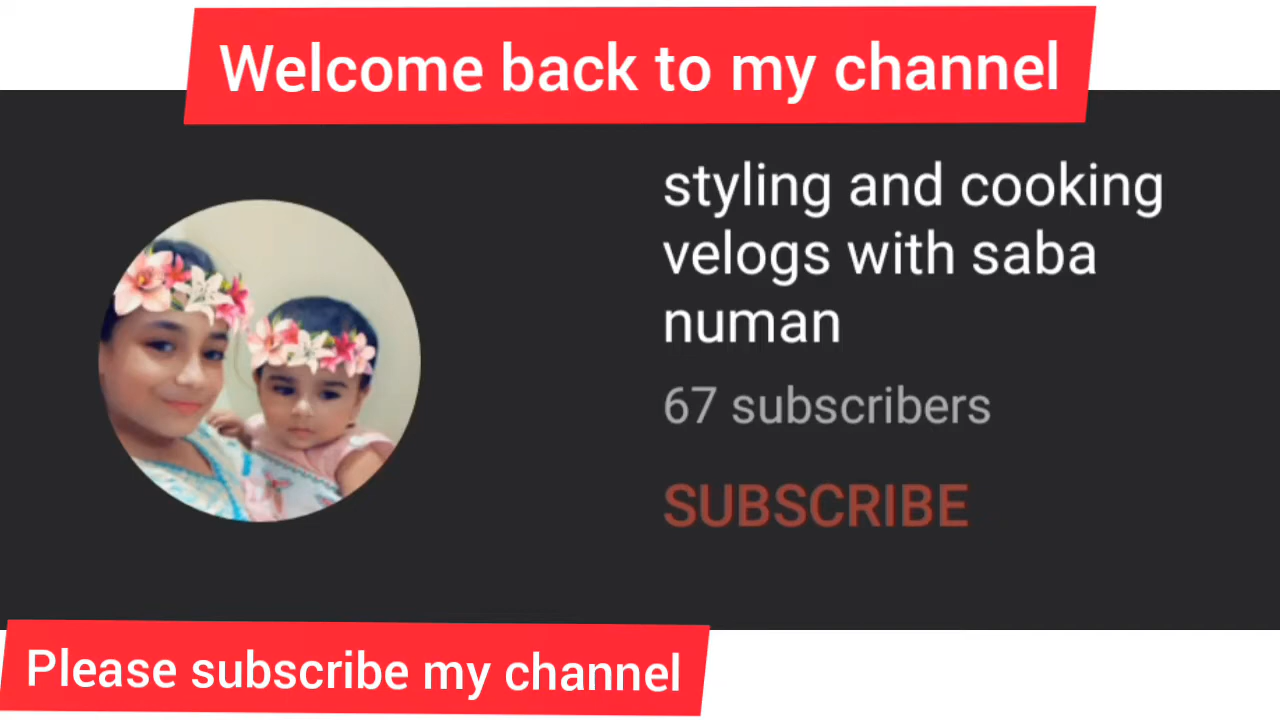 Welcome back to my channel
styling and cooking
velogs with saba
numan
67 subscribers
SUBSCRIBE
Please subscribe my channel